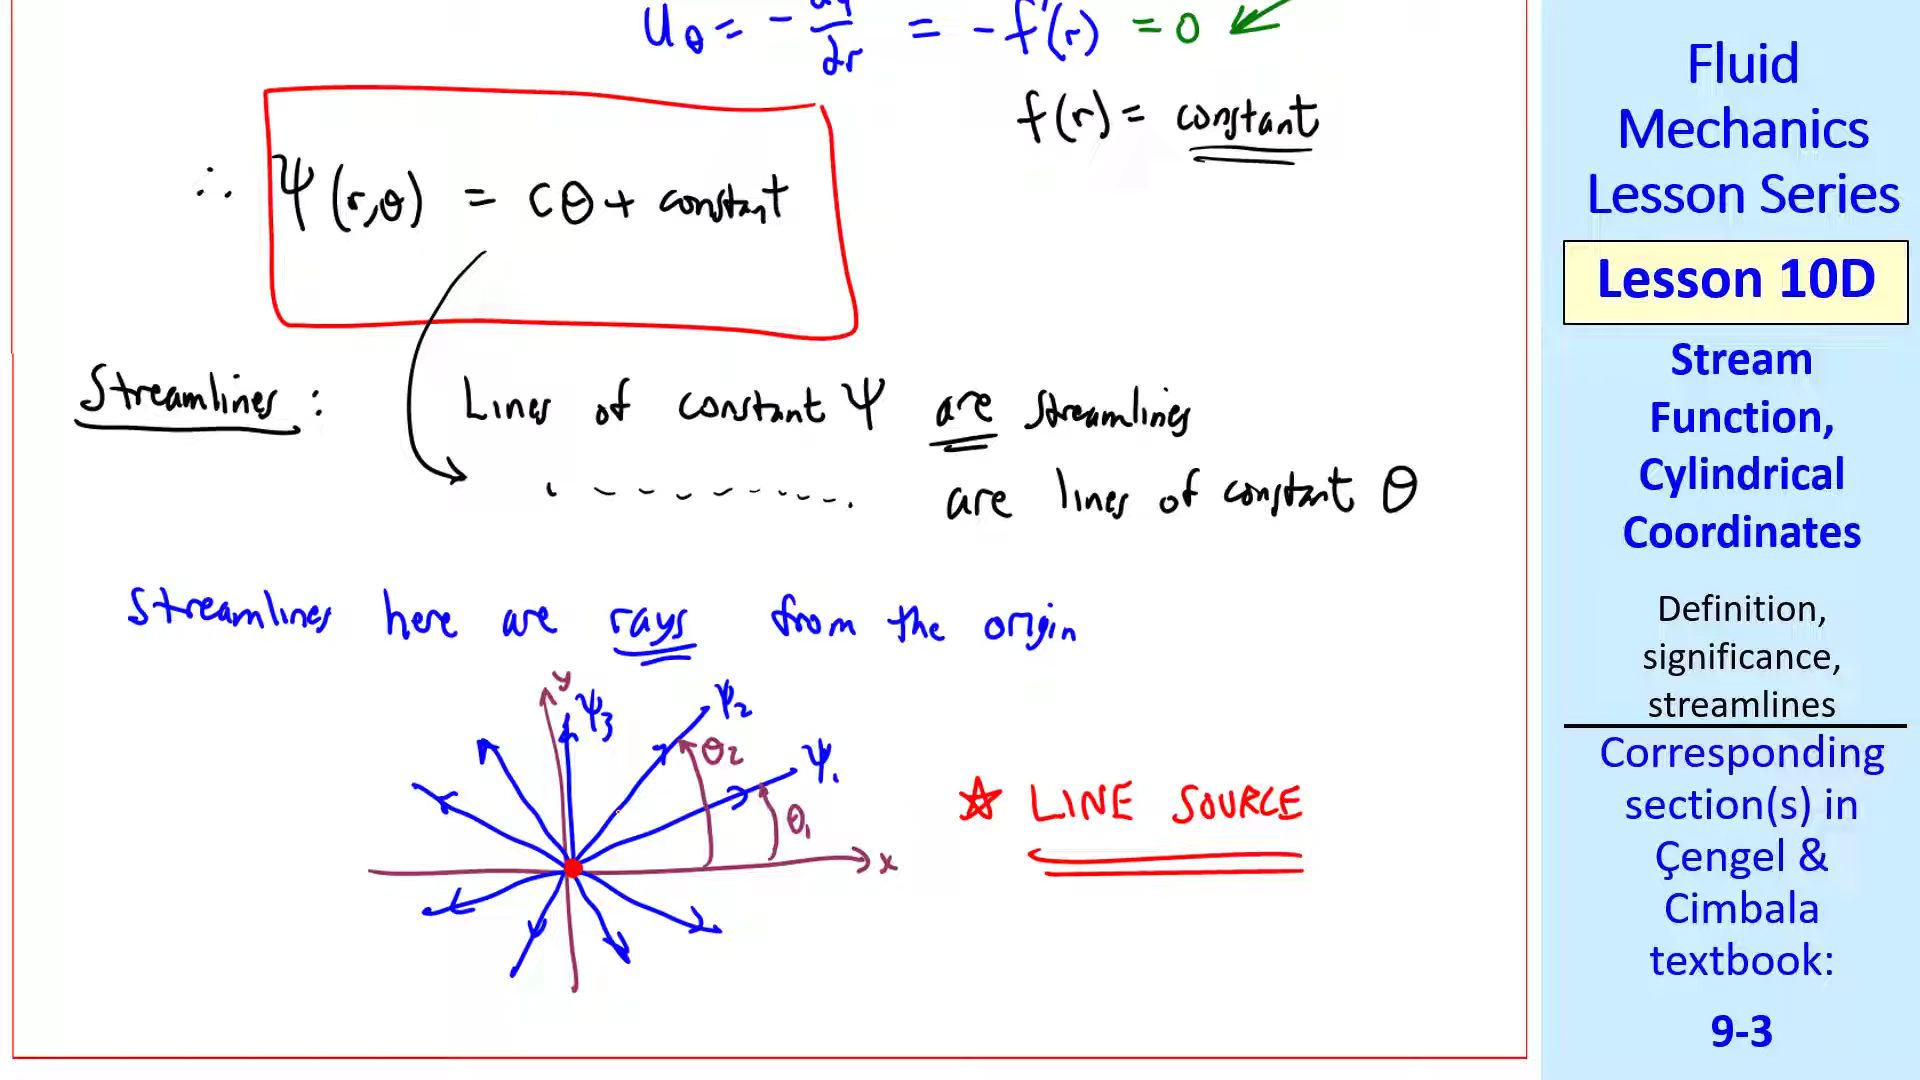 u_θ = - ∂ψ/∂r = - f'(r) = 0
f(r) = constant
∴ ψ(r,θ) = cθ + constant
Streamlines : Lines of constant ψ are streamlines
are lines of constant θ
Streamlines here are rays from the origin
y
ψ3
ψ2
θ2
ψ1
θ1
x
☆ LINE SOURCE
Fluid
Mechanics
Lesson Series
Lesson 10D
Stream
Function,
Cylindrical
Coordinates
Definition,
significance,
streamlines
Corresponding
section(s) in
Çengel &
Cimbala
textbook:
9-3